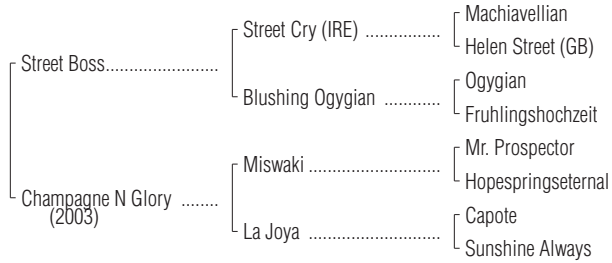 Machiavellian
Street Cry (IRE) ..................
Helen Street (GB)
Street Boss...........................
Ogygian
Blushing Ogygian .............
Fruhlingshochzeit
Mr. Prospector
Miswaki ...............................
Hopespringseternal
Champagne N Glory ........
(2003)
Capote
La Joya ...............................
Sunshine Always